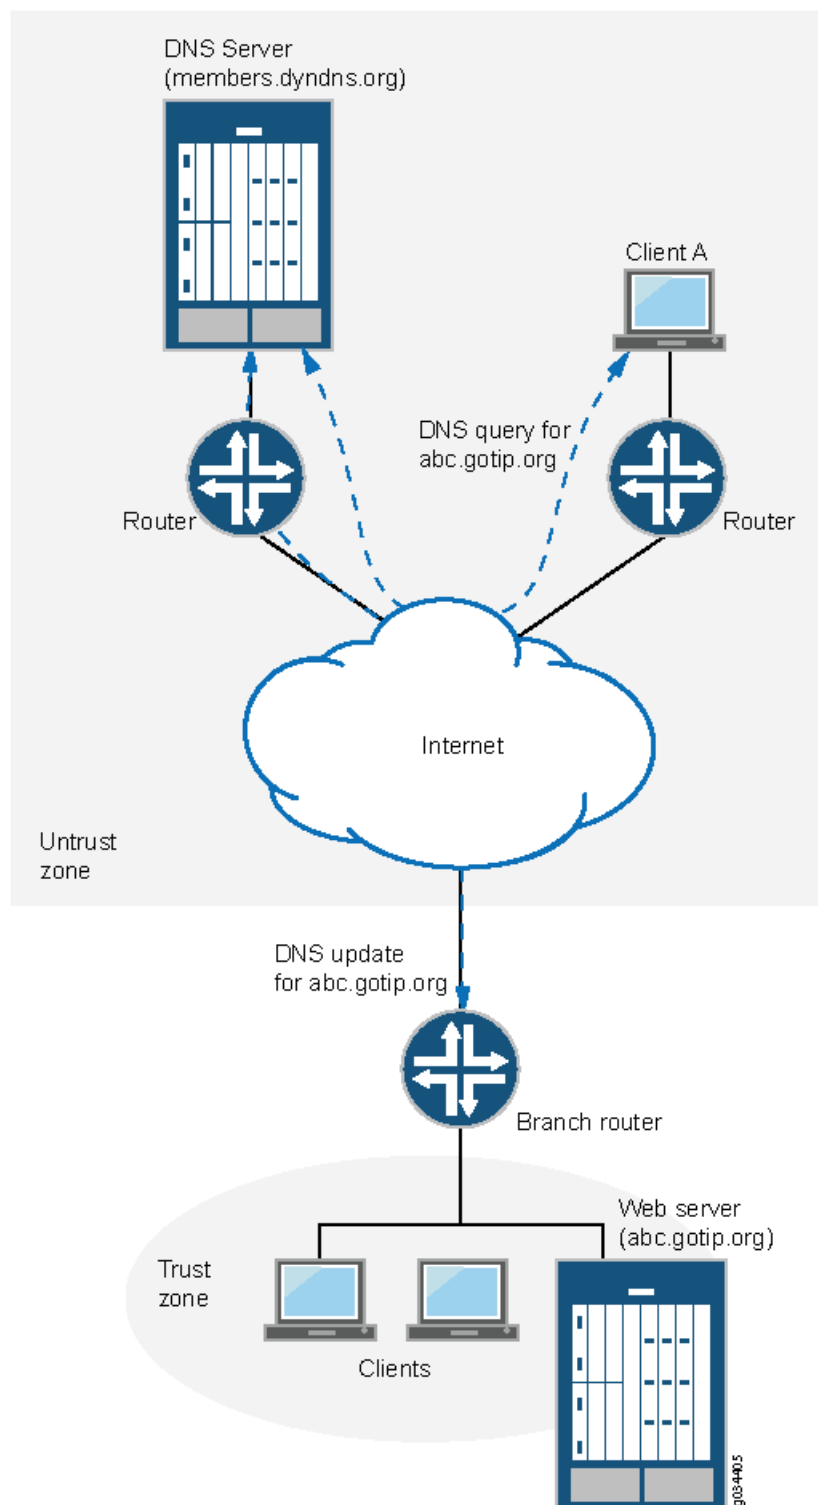 DNS Server
(members.dyndns.org)
Client A
DNS query for
abc.gotip.org
Router
Router
Internet
Untrust
zone
DNS update
for abc.gotip.org
Branch router
Web server
(abc.gotip.org)
Trust
zone
Clients
g034405